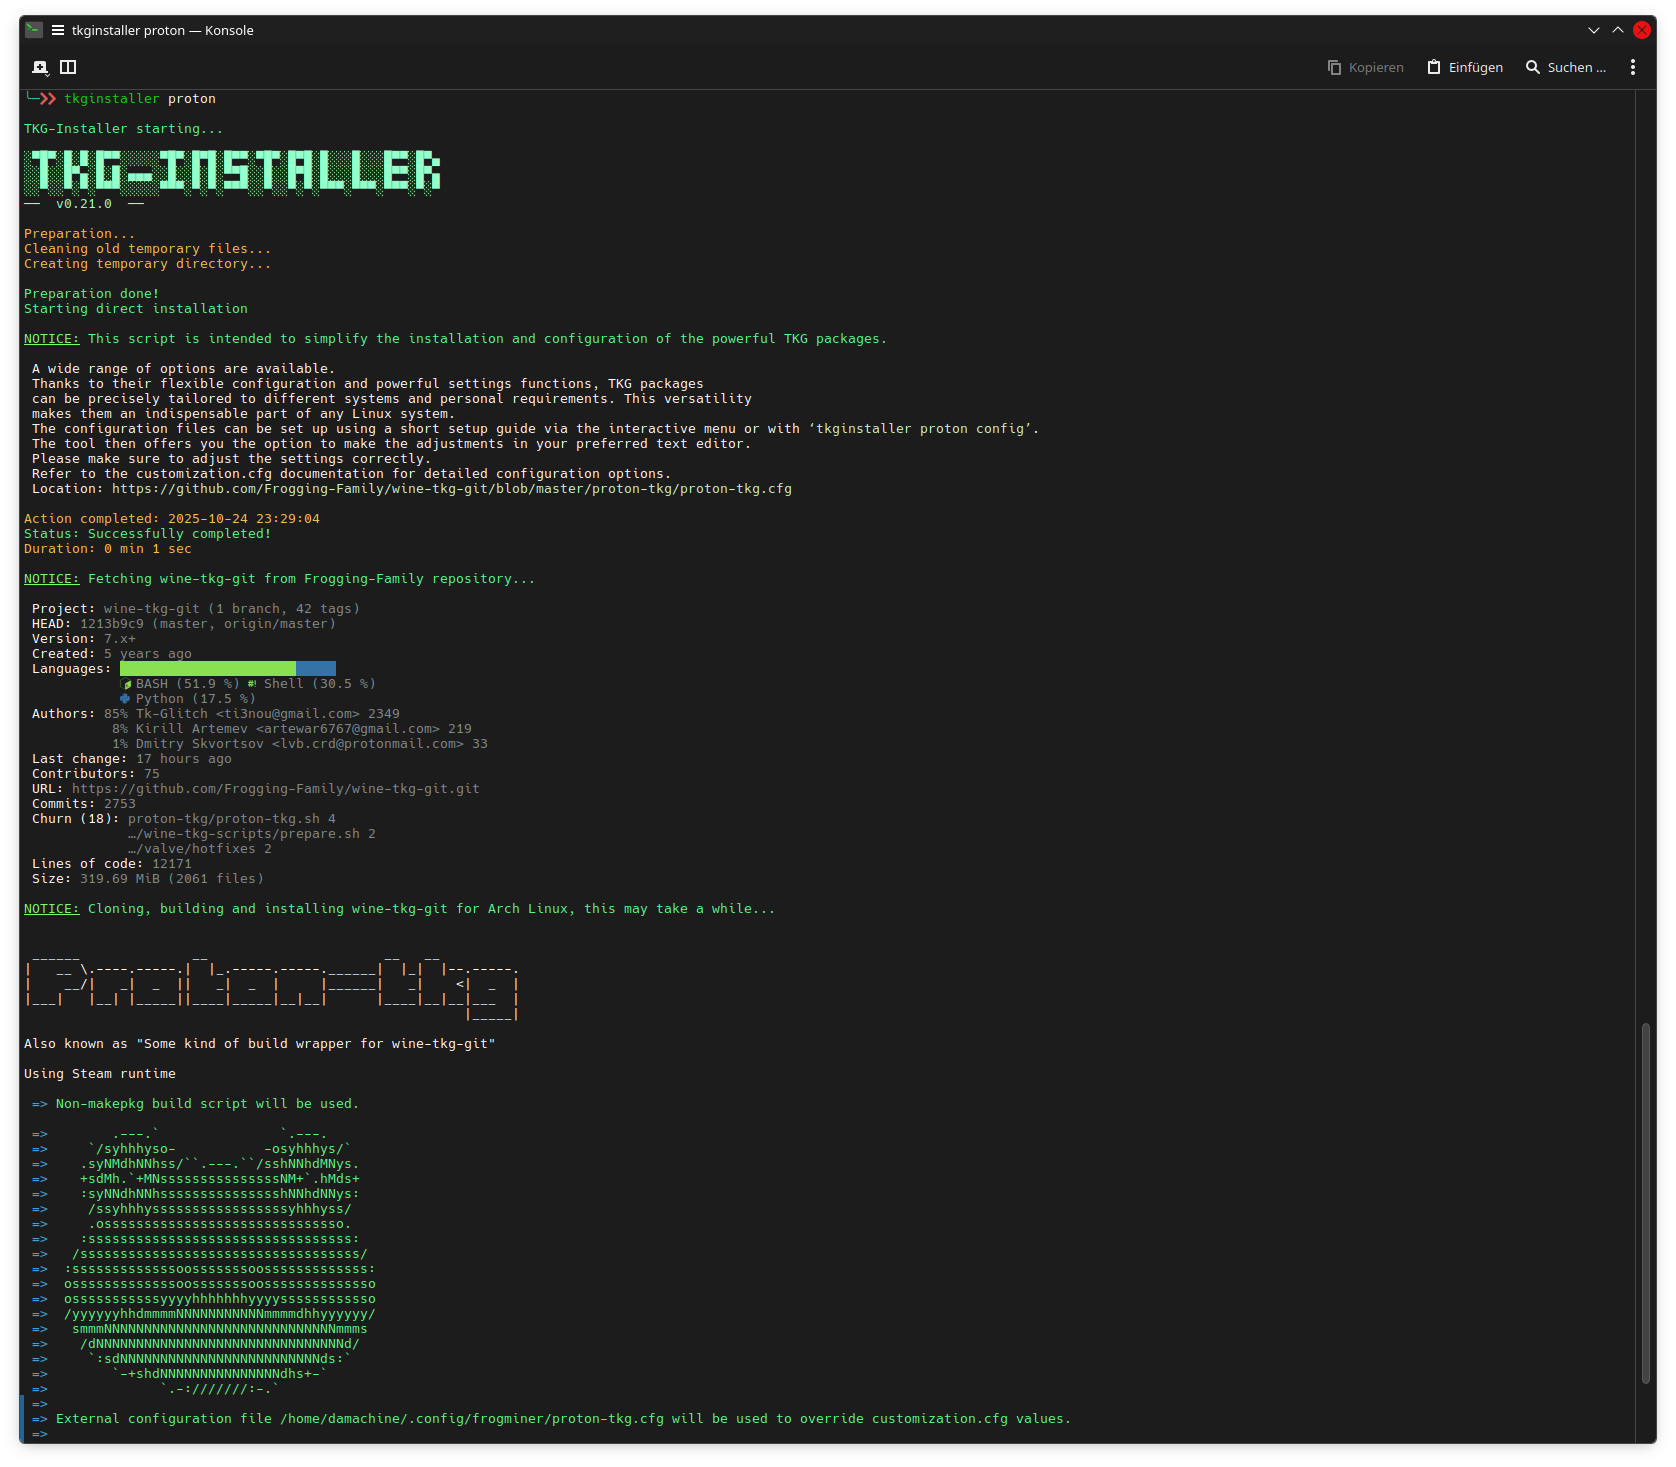 tkginstaller proton — Konsole
Kopieren
Einfügen
Suchen ...
tkginstaller proton
TKG-Installer starting...
TKG-INSTALLER
── v0.21.0 ──
Preparation...
Cleaning old temporary files...
Creating temporary directory...
Preparation done!
Starting direct installation
NOTICE: This script is intended to simplify the installation and configuration of the powerful TKG packages.
A wide range of options are available.
Thanks to their flexible configuration and powerful settings functions, TKG packages
can be precisely tailored to different systems and personal requirements. This versatility
makes them an indispensable part of any Linux system.
The configuration files can be set up using a short setup guide via the interactive menu or with ‘tkginstaller proton config’.
The tool then offers you the option to make the adjustments in your preferred text editor.
Please make sure to adjust the settings correctly.
Refer to the customization.cfg documentation for detailed configuration options.
Location: https://github.com/Frogging-Family/wine-tkg-git/blob/master/proton-tkg/proton-tkg.cfg
Action completed: 2025-10-24 23:29:04
Status: Successfully completed!
Duration: 0 min 1 sec
NOTICE: Fetching wine-tkg-git from Frogging-Family repository...
Project: wine-tkg-git (1 branch, 42 tags)
HEAD: 1213b9c9 (master, origin/master)
Version: 7.x+
Created: 5 years ago
Languages:
BASH (51.9 %) #! Shell (30.5 %)
Python (17.5 %)
Authors: 85% Tk-Glitch <ti3nou@gmail.com> 2349
8% Kirill Artemev <artewar6767@gmail.com> 219
1% Dmitry Skvortsov <lvb.crd@protonmail.com> 33
Last change: 17 hours ago
Contributors: 75
URL: https://github.com/Frogging-Family/wine-tkg-git.git
Commits: 2753
Churn (18): proton-tkg/proton-tkg.sh 4
…/wine-tkg-scripts/prepare.sh 2
…/valve/hotfixes 2
Lines of code: 12171
Size: 319.69 MiB (2061 files)
NOTICE: Cloning, building and installing wine-tkg-git for Arch Linux, this may take a while...
Proton-tkg
Also known as "Some kind of build wrapper for wine-tkg-git"
Using Steam runtime
=> Non-makepkg build script will be used.
=> External configuration file /home/damachine/.config/frogminer/proton-tkg.cfg will be used to override customization.cfg values.
=>